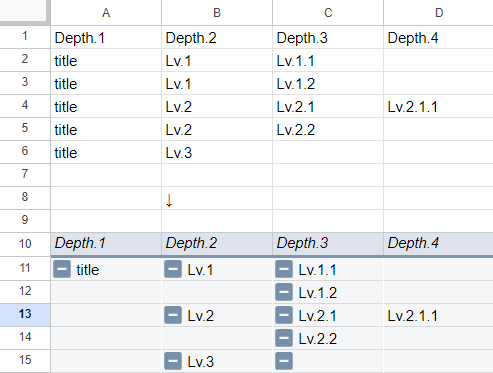 A B C D
1 Depth.1 Depth.2 Depth.3 Depth.4
2 title Lv.1 Lv.1.1
3 title Lv.1 Lv.1.2
4 title Lv.2 Lv.2.1 Lv.2.1.1
5 title Lv.2 Lv.2.2
6 title Lv.3
7
8 ↓
9
10 Depth.1 Depth.2 Depth.3 Depth.4
11 title Lv.1 Lv.1.1
12 Lv.1.2
13 Lv.2 Lv.2.1 Lv.2.1.1
14 Lv.2.2
15 Lv.3